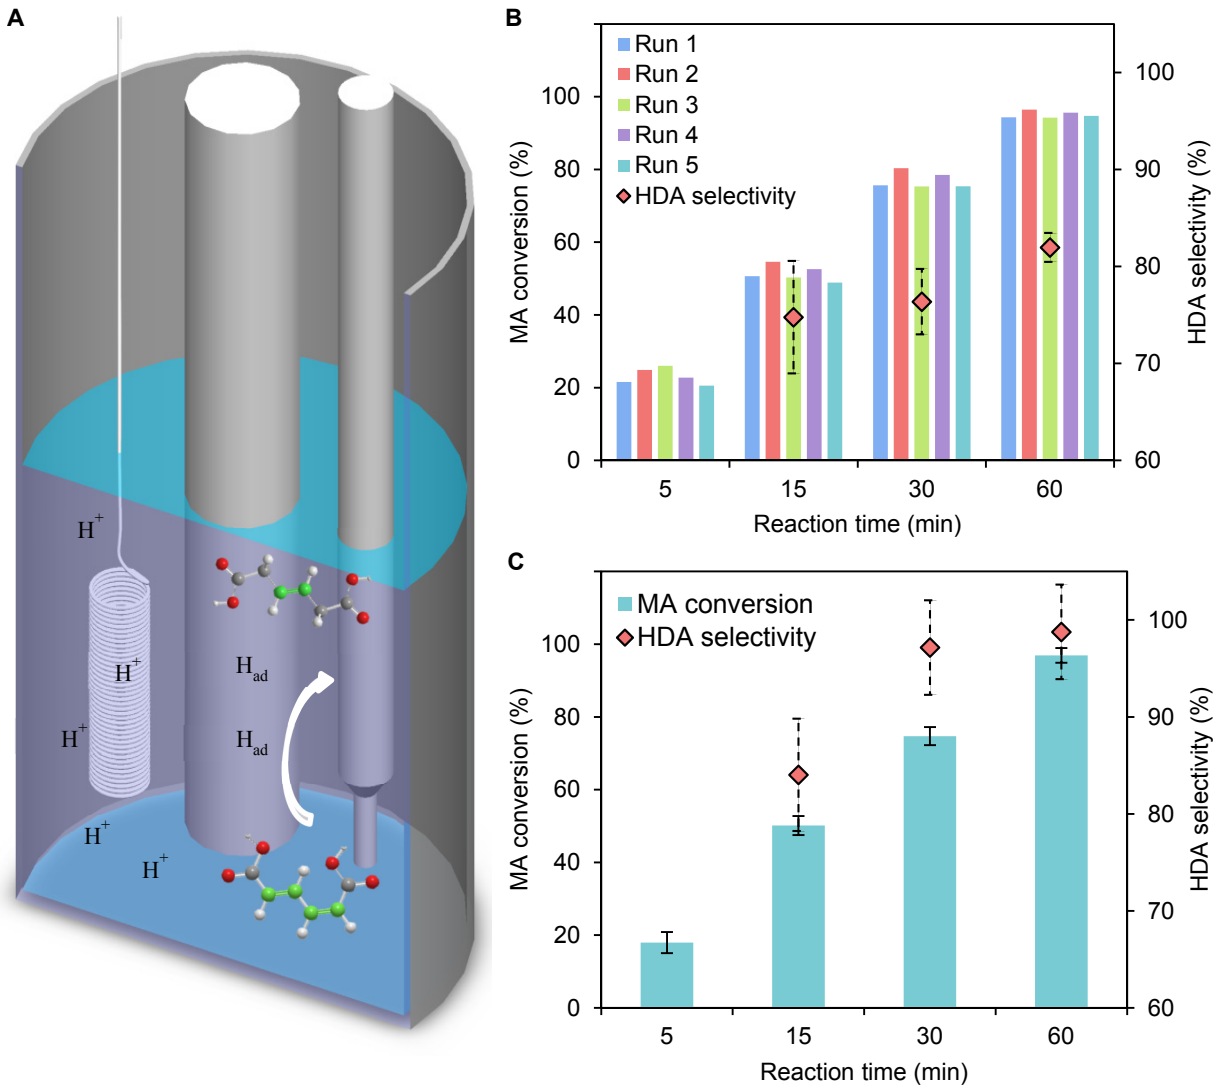 A
H+
H+
H+
H+
H+
Had
Had
B
Run 1
Run 2
Run 3
Run 4
Run 5
HDA selectivity
MA conversion (%)
100
80
60
40
20
0
HDA selectivity (%)
100
90
80
70
60
5 15 30 60
Reaction time (min)
C
MA conversion
HDA selectivity
MA conversion (%)
100
80
60
40
20
0
HDA selectivity (%)
100
90
80
70
60
5 15 30 60
Reaction time (min)